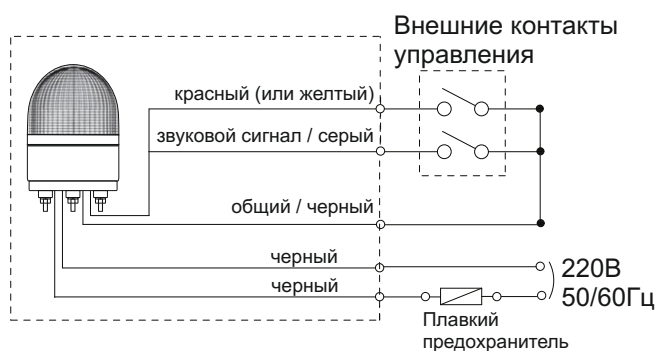 Внешние контакты
управления
красный (или желтый)
звуковой сигнал / серый
общий / черный
черный
черный
220В
50/60Гц
Плавкий
предохранитель